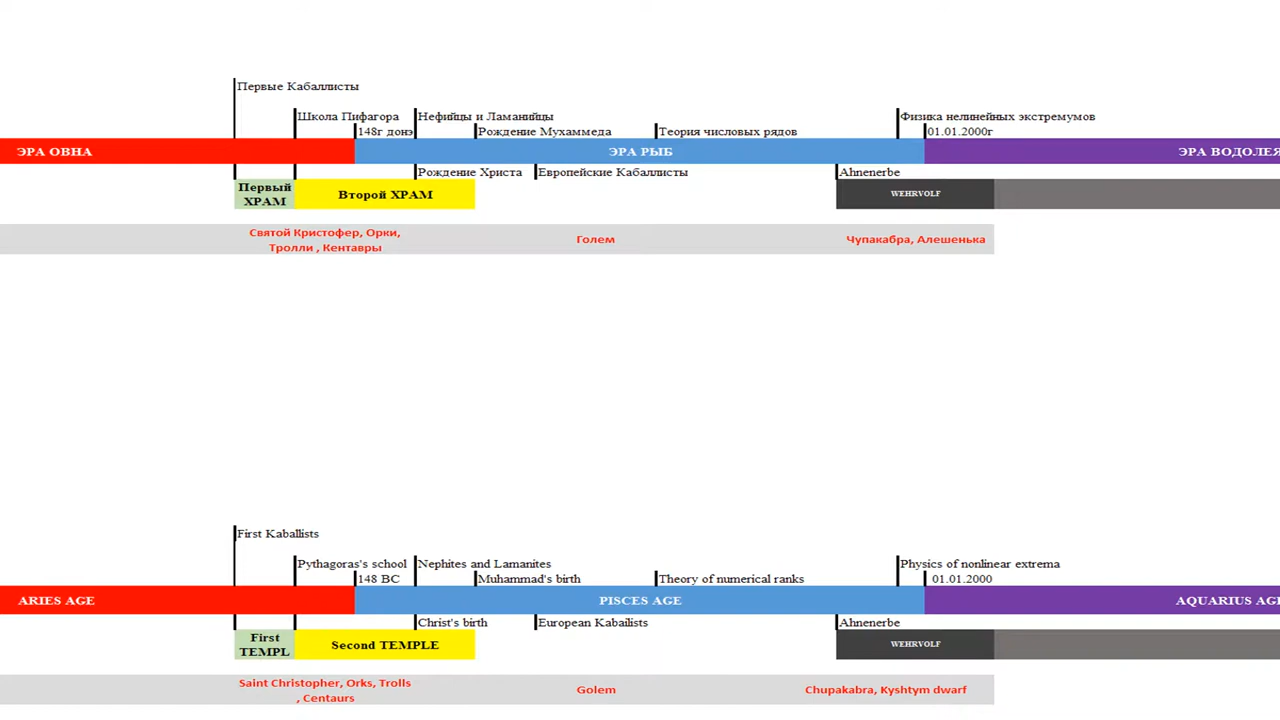 Первые Кабаллисты
Школа Пифагора
Нефийцы и Ламанийцы
Физика нелинейных экстремумов
148г донэ
Рождение Мухаммеда
Теория числовых рядов
01.01.2000г
ЭРА ОВНА
ЭРА РЫБ
ЭРА ВОДОЛЕЯ
Рождение Христа
Европейские Кабаллисты
Ahnenerbe
Первый
ХРАМ
Второй ХРАМ
WEHRVOLF
Святой Кристофер, Орки,
Тролли , Кентавры
Голем
Чупакабра, Алешенька
First Kaballists
Pythagoras's school
Nephites and Lamanites
Physics of nonlinear extrema
148 BC
Muhammad's birth
Theory of numerical ranks
01.01.2000
ARIES AGE
PISCES AGE
AQUARIUS AGE
Christ's birth
European Kabailists
Ahnenerbe
First
TEMPL
Second TEMPLE
WEHRVOLF
Saint Christopher, Orks, Trolls
, Centaurs
Golem
Chupakabra, Kyshtym dwarf